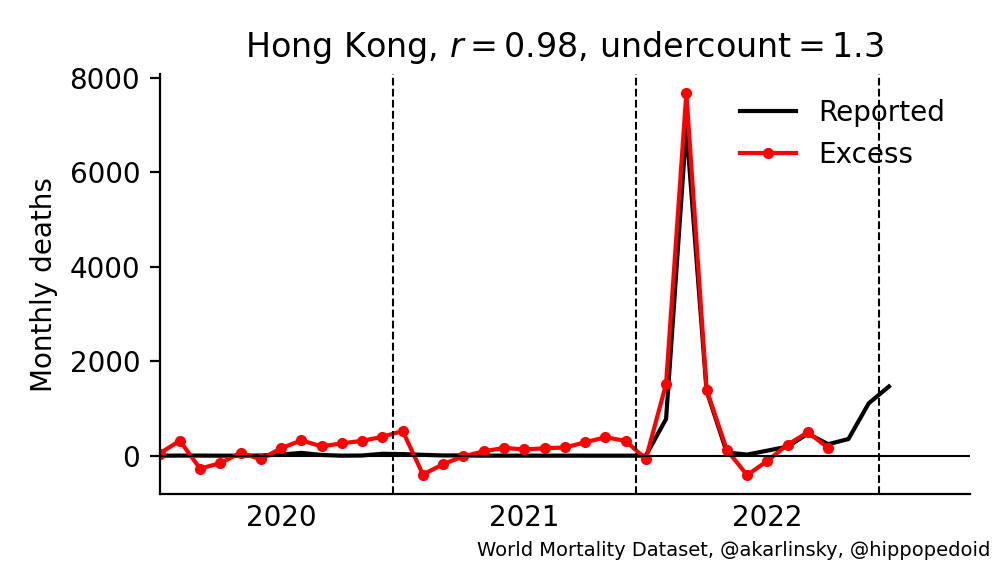 Hong Kong, r = 0.98, undercount = 1.3
8000
6000
4000
2000
0
Monthly deaths
Reported
Excess
2020 2021 2022
World Mortality Dataset, @akarlinsky, @hippopedoid